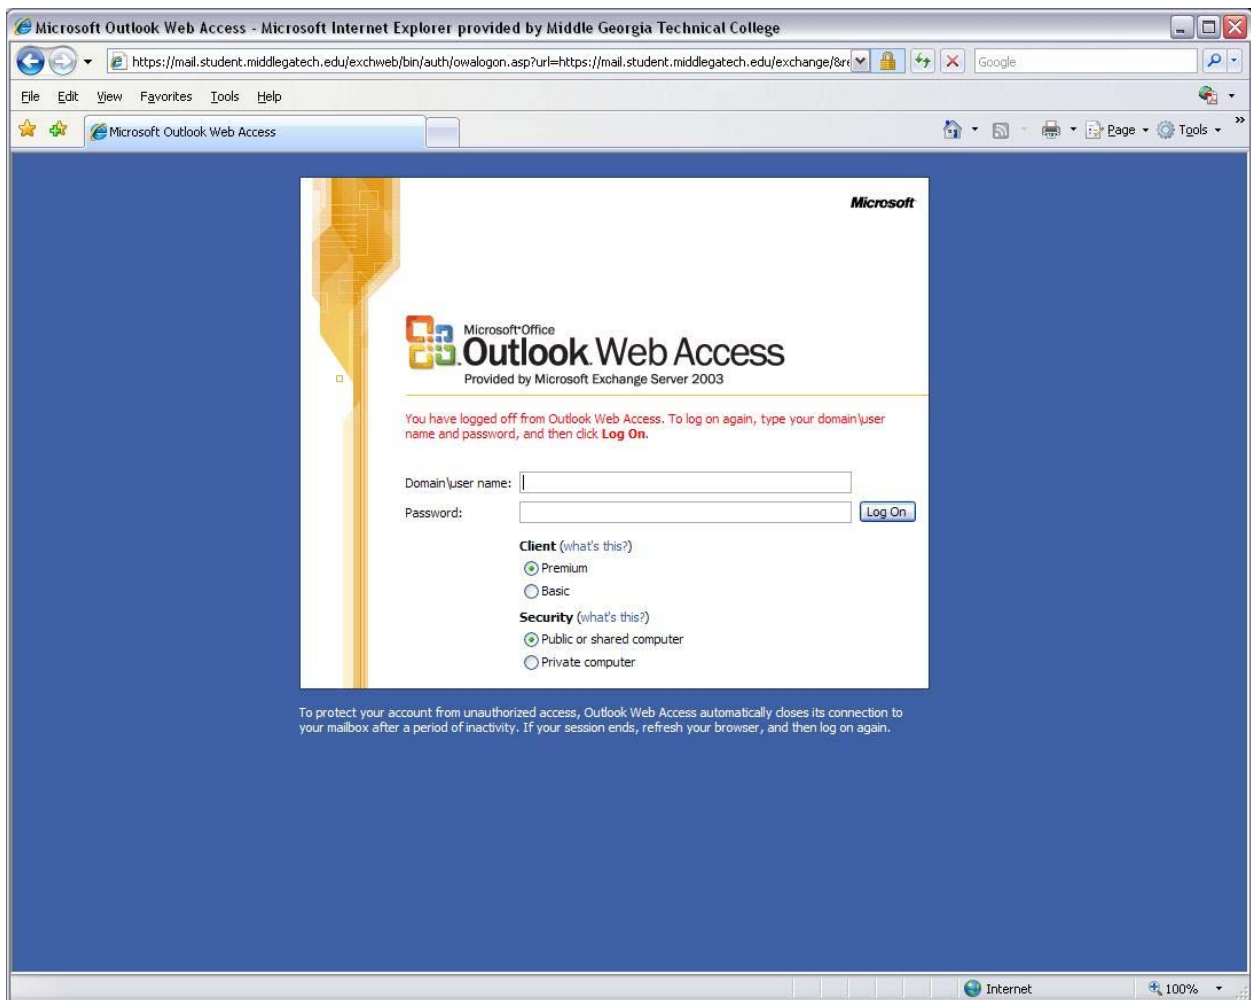 Microsoft Outlook Web Access - Microsoft Internet Explorer provided by Middle Georgia Technical College
https://mail.student.middlegatech.edu/exchweb/bin/auth/owalogon.asp?url=https://mail.student.middlegatech.edu/exchange/&re
Google
File Edit View Favorites Tools Help
Microsoft Outlook Web Access
Page Tools
Microsoft
Microsoft Office
Outlook Web Access
Provided by Microsoft Exchange Server 2003
You have logged off from Outlook Web Access. To log on again, type your domain\user
name and password, and then click Log On.
Domain\user name:
Password:
Log On
Client (what's this?)
Premium
Basic
Security (what's this?)
Public or shared computer
Private computer
To protect your account from unauthorized access, Outlook Web Access automatically closes its connection to
your mailbox after a period of inactivity. If your session ends, refresh your browser, and then log on again.
Internet
100%